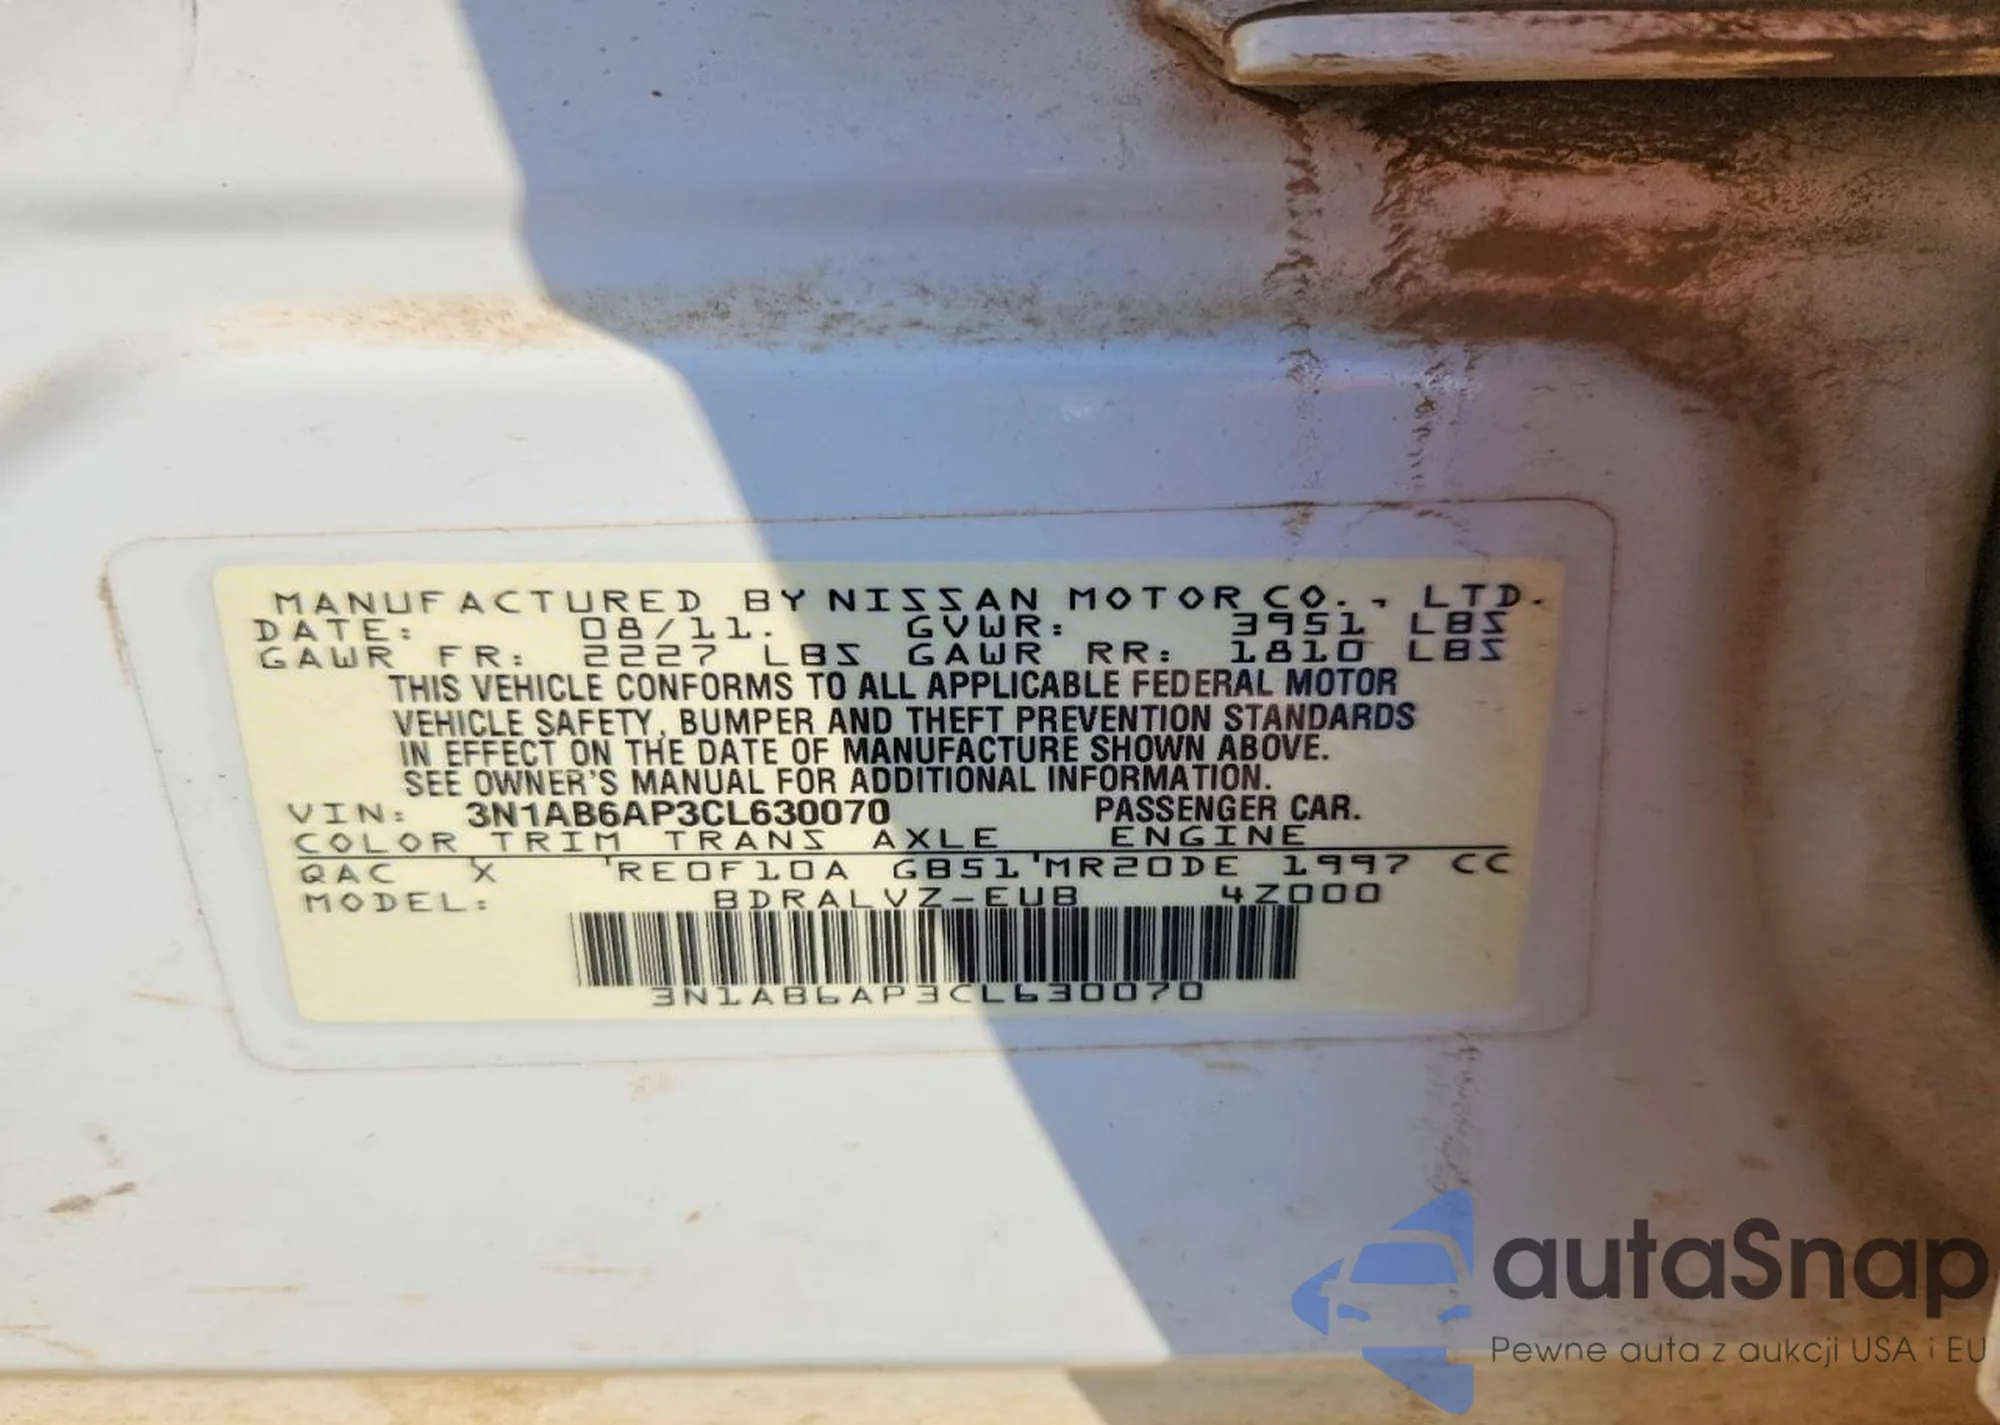 MANUFACTURED BY NISSAN MOTOR CO., LTD.
DATE: 08/11. GVWR: 3951 LBS
GAWR FR: 2227 LBS GAWR RR: 1810 LBS
THIS VEHICLE CONFORMS TO ALL APPLICABLE FEDERAL MOTOR
VEHICLE SAFETY, BUMPER AND THEFT PREVENTION STANDARDS
IN EFFECT ON THE DATE OF MANUFACTURE SHOWN ABOVE.
SEE OWNER'S MANUAL FOR ADDITIONAL INFORMATION.
VIN: 3N1AB6AP3CL630070 PASSENGER CAR.
COLOR TRIM TRANS AXLE ENGINE
QAC X 'RE0F10A GB51'MR20DE 1997 CC
MODEL: BDRALVZ-EUB 4Z000
3N1AB6AP3CL630070
autaSnap
Pewne auta z aukcji USA i EU